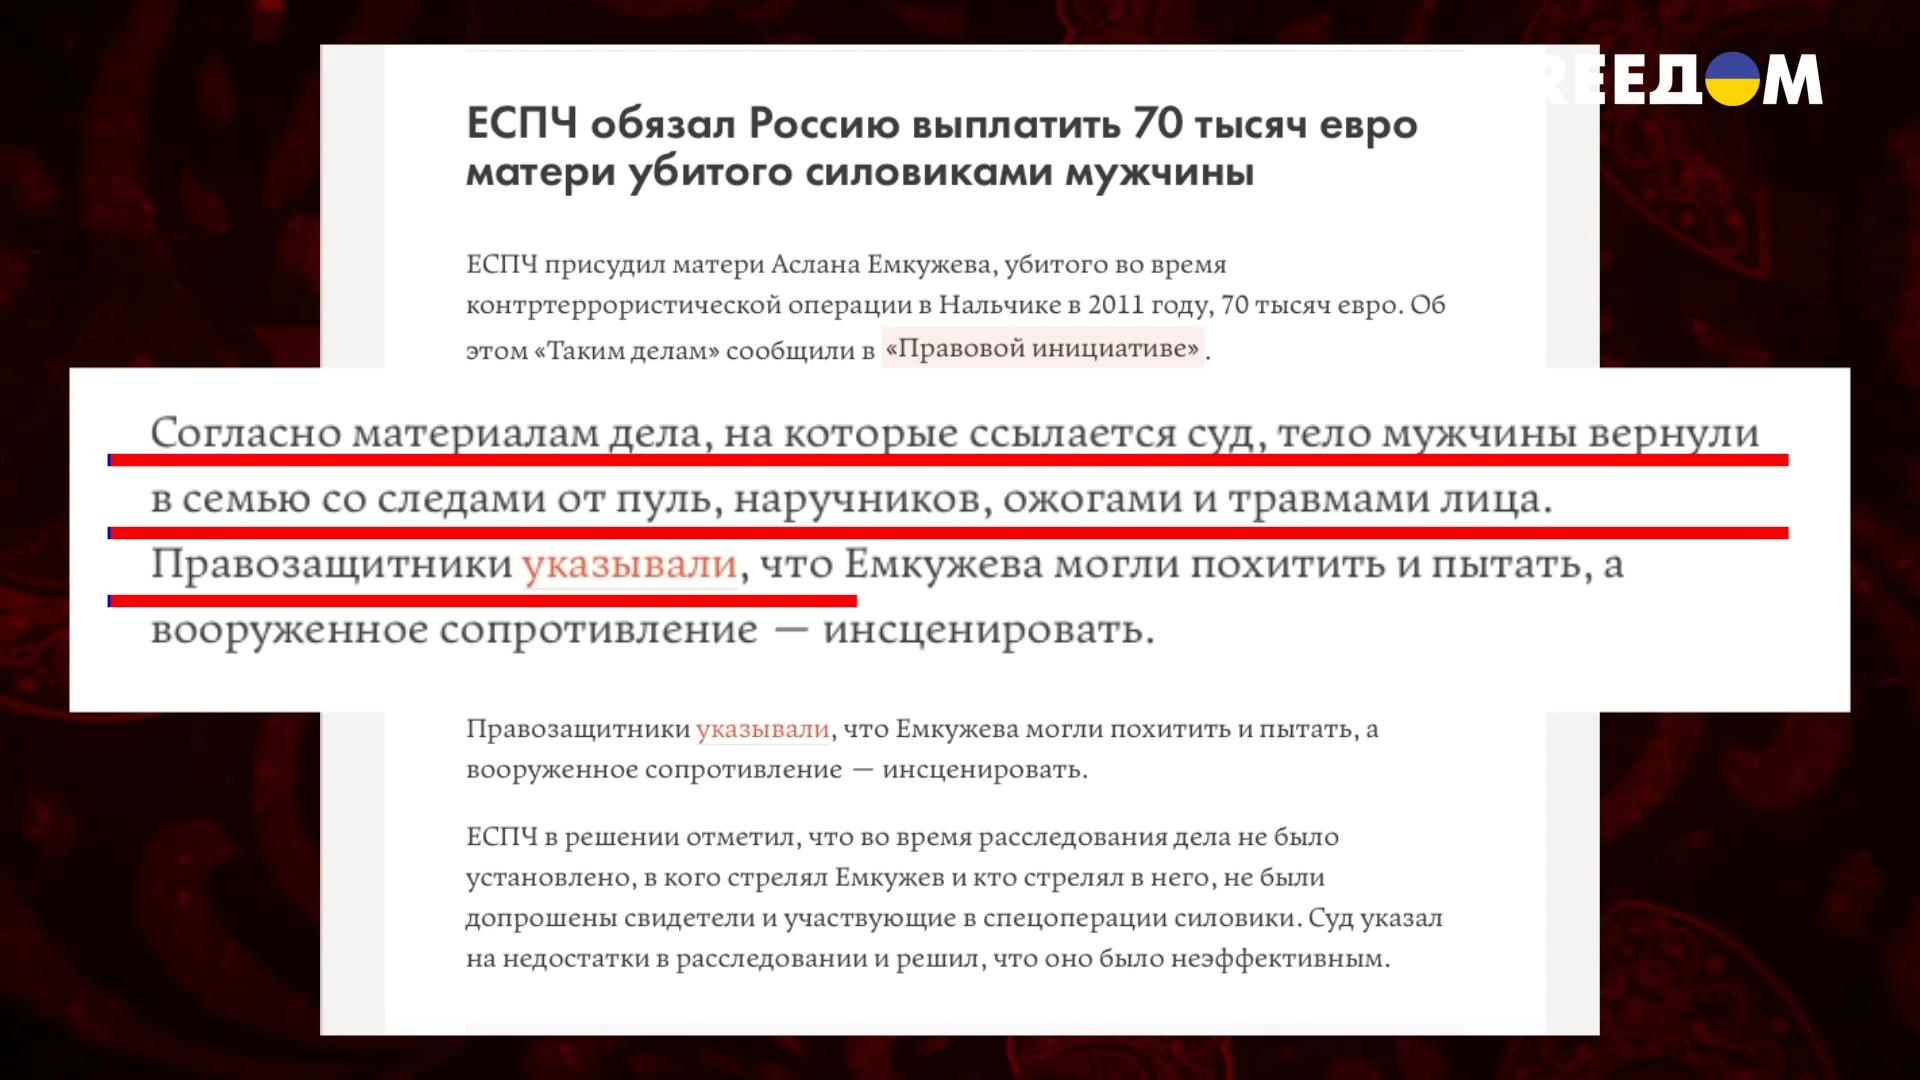 REEДOM
ЕСПЧ обязал Россию выплатить 70 тысяч евро
матери убитого силовиками мужчины
ЕСПЧ присудил матери Аслана Емкужева, убитого во время
контртеррористической операции в Нальчике в 2011 году, 70 тысяч евро. Об
этом «Таким делам» сообщили в «Правовой инициативе» .
Согласно материалам дела, на которые ссылается суд, тело мужчины вернули
в семью со следами от пуль, наручников, ожогами и травмами лица.
Правозащитники указывали, что Емкужева могли похитить и пытать, а
вооруженное сопротивление — инсценировать.
Правозащитники указывали, что Емкужева могли похитить и пытать, а
вооруженное сопротивление — инсценировать.
ЕСПЧ в решении отметил, что во время расследования дела не было
установлено, в кого стрелял Емкужев и кто стрелял в него, не были
допрошены свидетели и участвующие в спецоперации силовики. Суд указал
на недостатки в расследовании и решил, что оно было неэффективным.